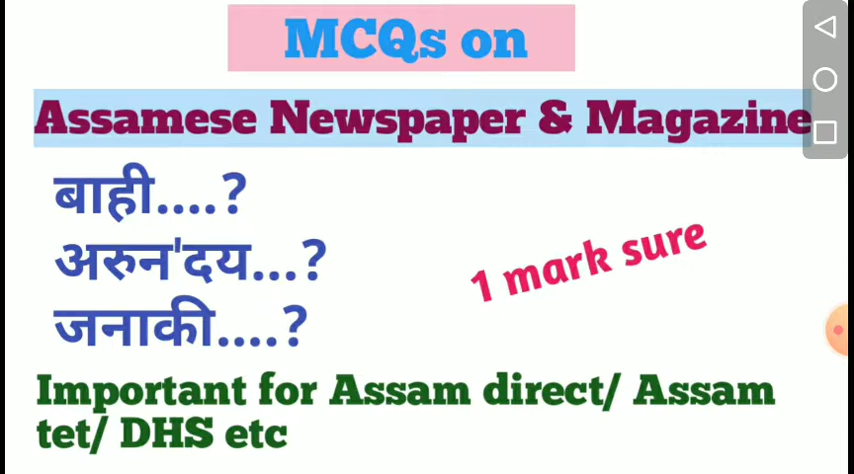 MCQs on
Assamese Newspaper & Magazine
बाही....?
अरुन'दय...?
1 mark sure
जनाकी....?
Important for Assam direct/ Assam
tet/ DHS etc